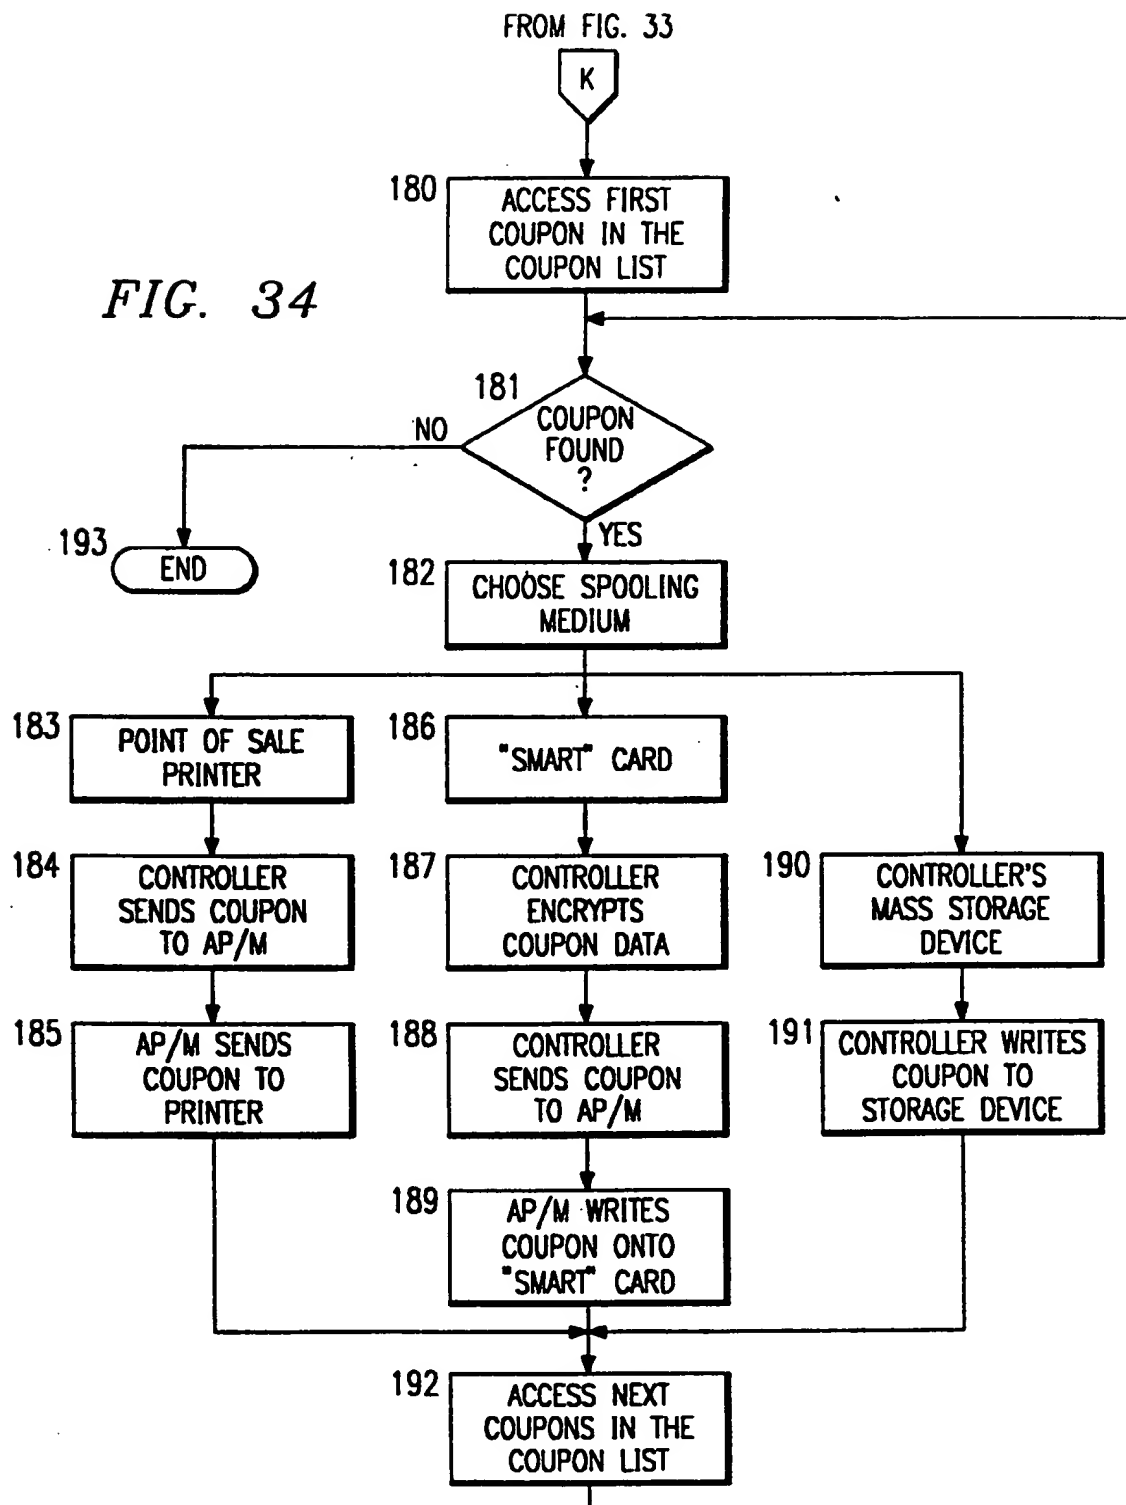 FROM FIG. 33
K
180
ACCESS FIRST
COUPON IN THE
COUPON LIST
FIG. 34
181
COUPON
FOUND
?
NO
YES
193
END
182
CHOOSE SPOOLING
MEDIUM
183
POINT OF SALE
PRINTER
186
"SMART" CARD
184
CONTROLLER
SENDS COUPON
TO AP/M
187
CONTROLLER
ENCRYPTS
COUPON DATA
190
CONTROLLER'S
MASS STORAGE
DEVICE
185
AP/M SENDS
COUPON TO
PRINTER
188
CONTROLLER
SENDS COUPON
TO AP/M
191
CONTROLLER WRITES
COUPON TO
STORAGE DEVICE
189
AP/M WRITES
COUPON ONTO
"SMART" CARD
192
ACCESS NEXT
COUPONS IN THE
COUPON LIST